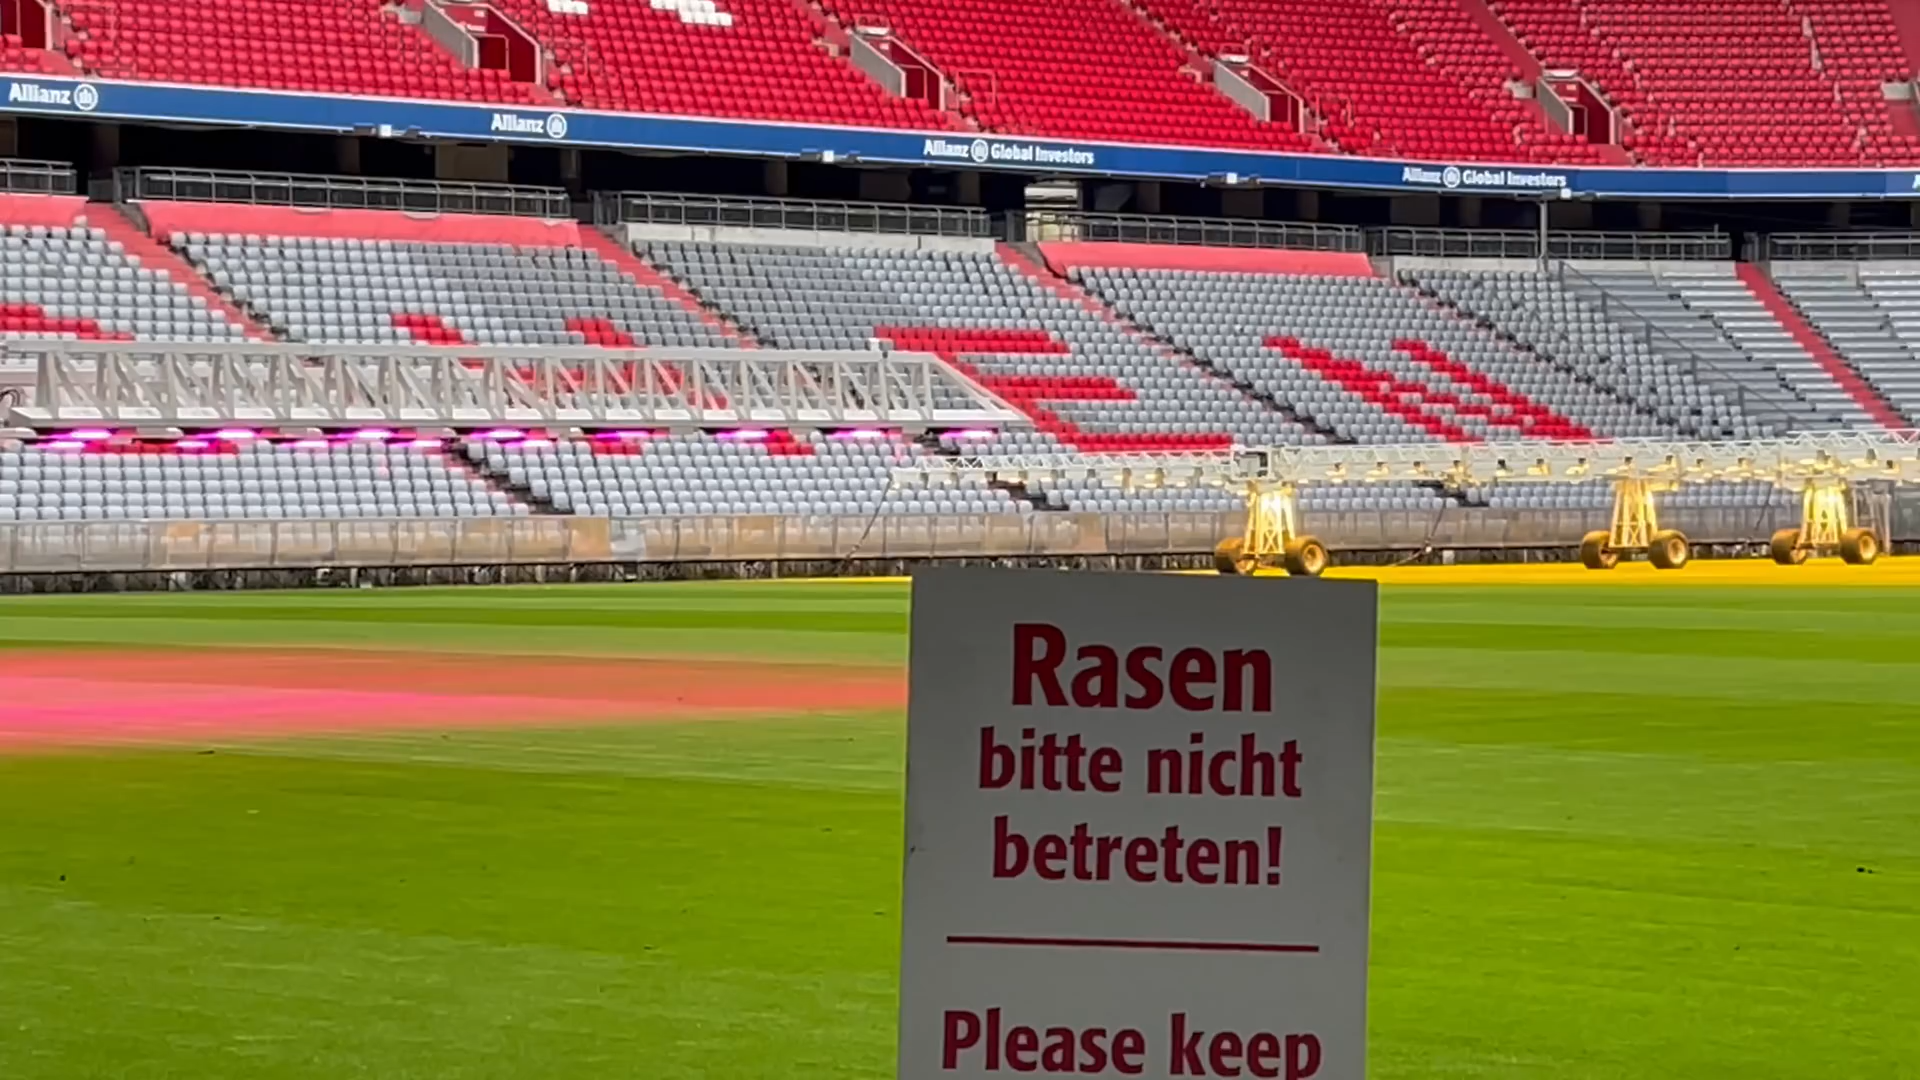 Allianz
Allianz
Allianz Global Investors
Allianz Global Investors
Rasen
bitte nicht
betreten!
Please keep